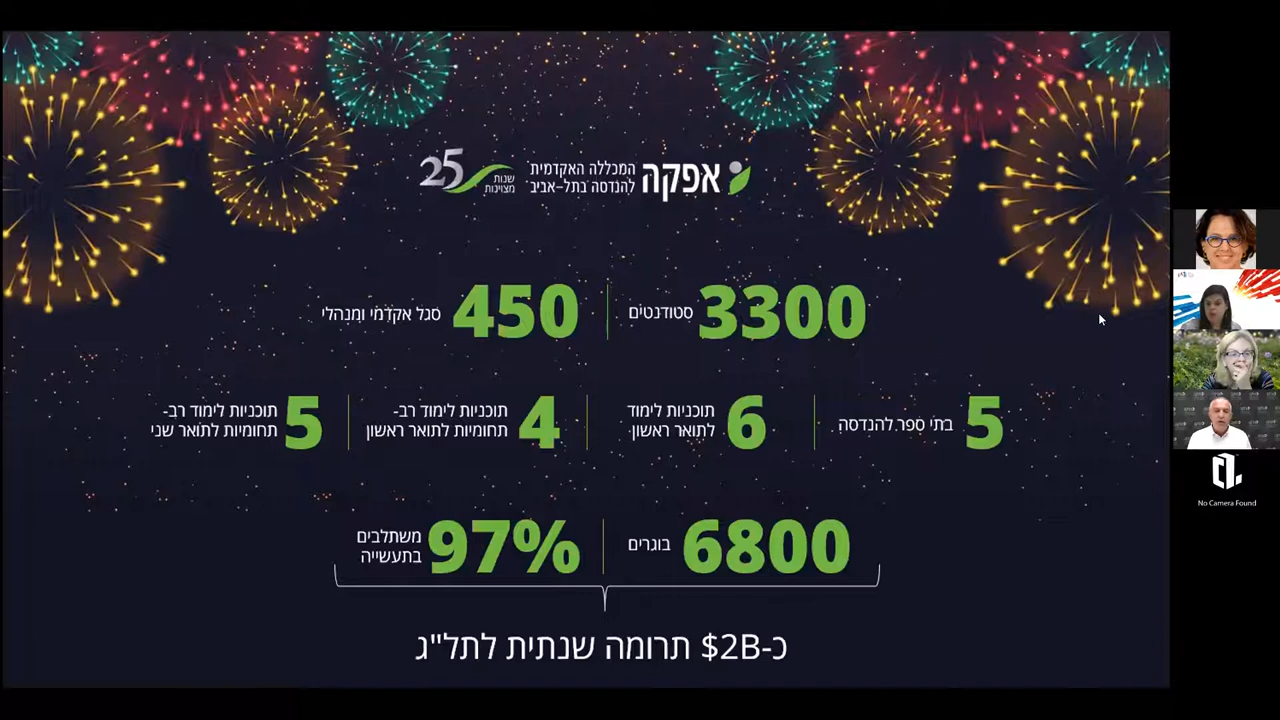 אפקה
המכללה האקדמית
להנדסה בתל-אביב
25
שנות
מצוינות
3300
סטודנטים
450
סגל אקדמי ומנהלי
5
בתי ספר להנדסה
6
תוכניות לימוד
לתואר ראשון
4
תוכניות לימוד רב-
תחומיות לתואר ראשון
5
תוכניות לימוד רב-
תחומיות לתואר שני
6800
בוגרים
97%
משתלבים
בתעשייה
כ-$2B תרומה שנתית לתל"ג
No Camera Found